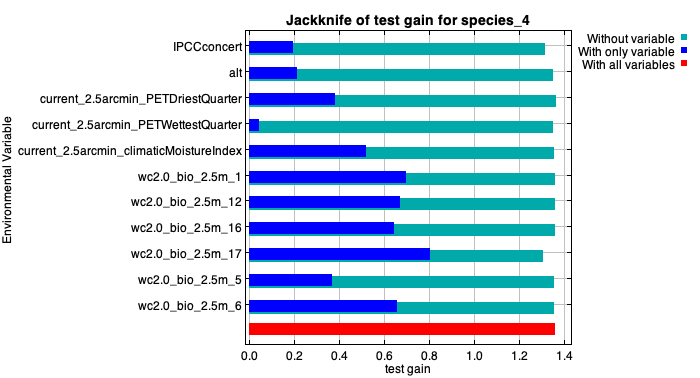 Jackknife of test gain for species_4
Without variable
With only variable
With all variables
Environmental Variable
IPCCconcert
alt
current_2.5arcmin_PETDriestQuarter
current_2.5arcmin_PETWettestQuarter
current_2.5arcmin_climaticMoistureIndex
wc2.0_bio_2.5m_1
wc2.0_bio_2.5m_12
wc2.0_bio_2.5m_16
wc2.0_bio_2.5m_17
wc2.0_bio_2.5m_5
wc2.0_bio_2.5m_6
0.0 0.2 0.4 0.6 0.8 1.0 1.2 1.4
test gain